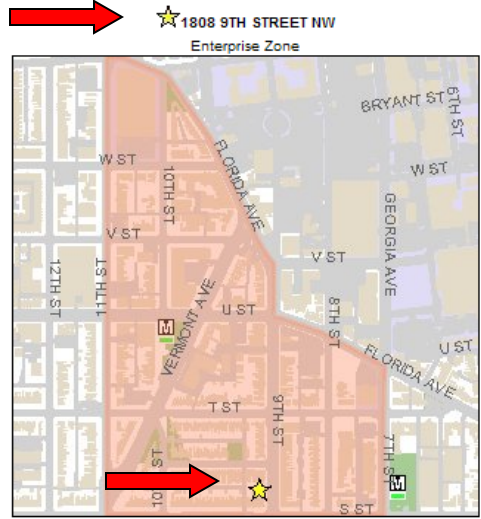 1808 9TH STREET NW
Enterprise Zone
BRYANT ST
6TH ST
W ST
W ST
10TH ST
FLORIDA AVE
GEORGIA AVE
V ST
V ST
12TH ST
11TH ST
VERMONT AVE
U ST
8TH ST
M
U ST
FLORIDA AVE
T ST
9TH ST
7TH ST
M
10TH ST
S ST